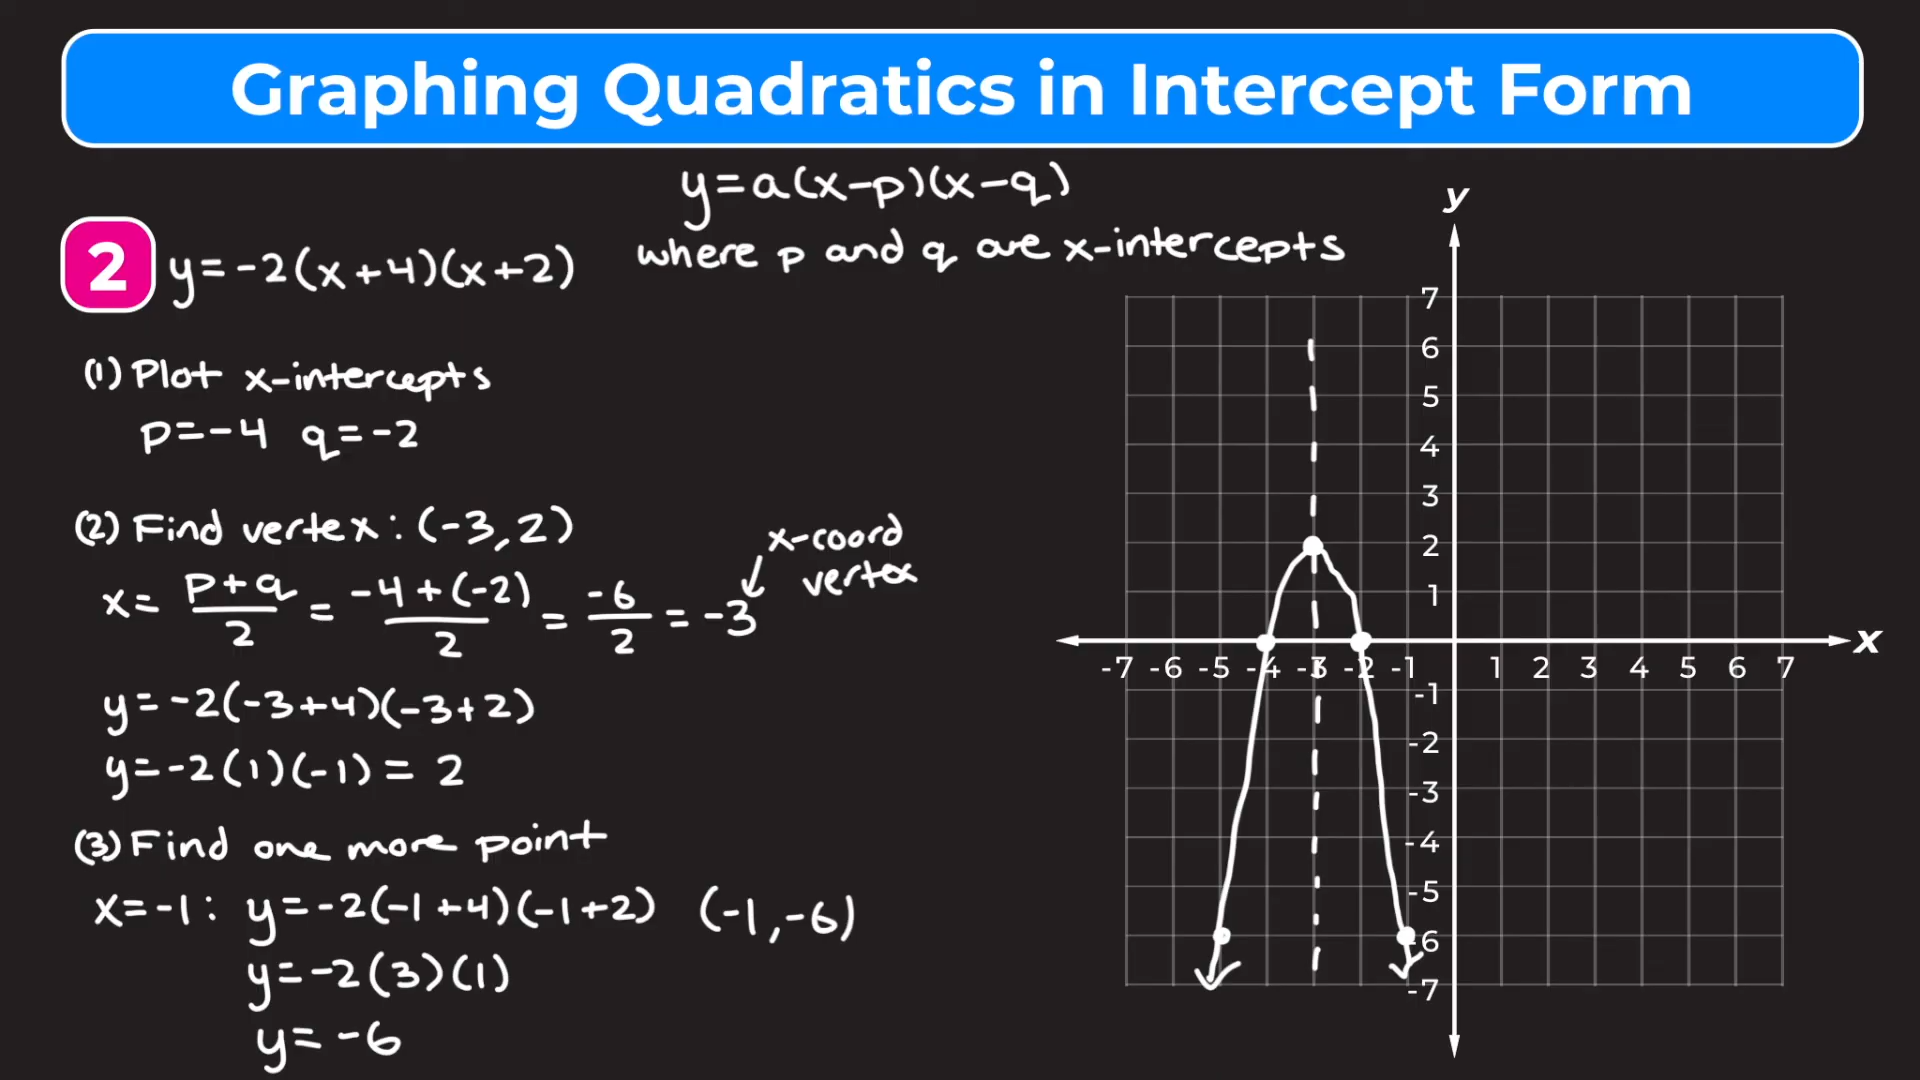 Graphing Quadratics in Intercept Form
y=a(x-p)(x-q)
where p and q are x-intercepts
2 y=-2(x+4)(x+2)
(1) Plot x-intercepts
p=-4 q=-2
(2) Find vertex: (-3,2)
x-coord
vertex
x= p+q/2 = -4+(-2)/2 = -6/2 = -3
y=-2(-3+4)(-3+2)
y=-2(1)(-1)= 2
(3) Find one more point
x=-1: y=-2(-1+4)(-1+2) (-1,-6)
y=-2(3)(1)
y=-6
y
7
6
5
4
3
2
1
x
-7 -6 -5 -4 -3 -2 -1 1 2 3 4 5 6 7
-1
-2
-3
-4
-5
-6
-7